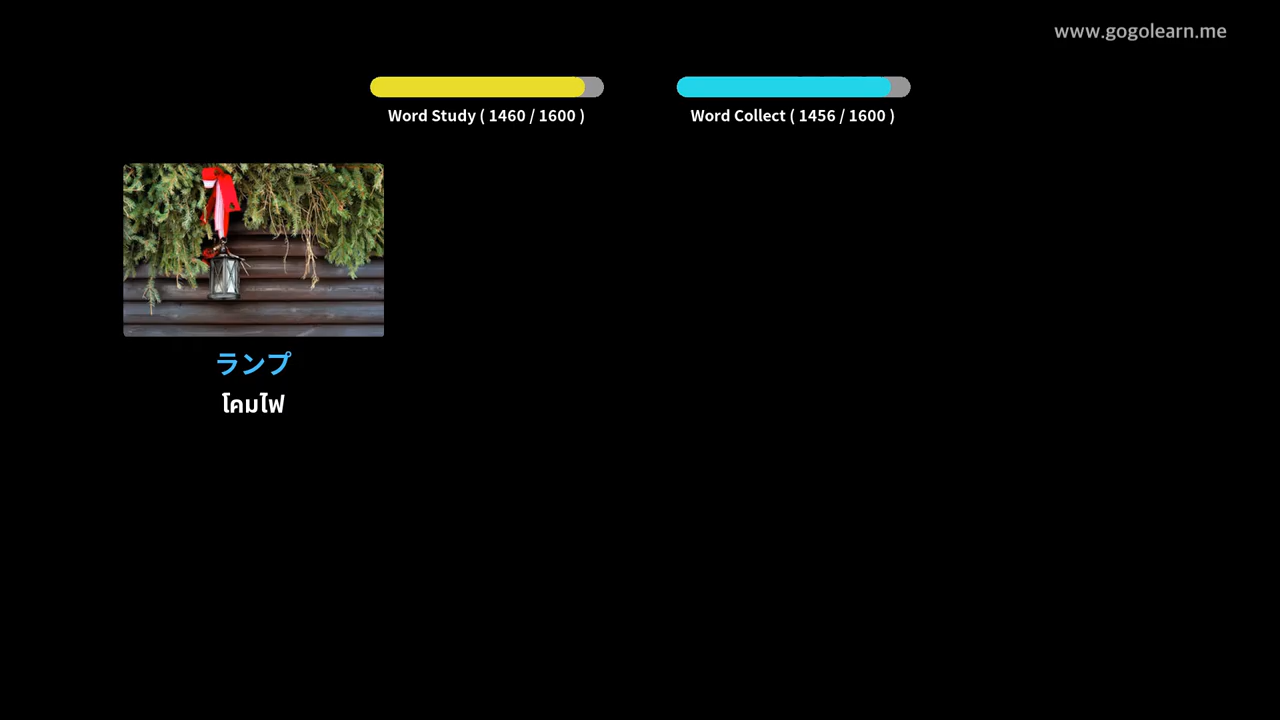 www.gogolearn.me
Word Study ( 1460 / 1600 )
Word Collect ( 1456 / 1600 )
ランプ
โคมไฟ